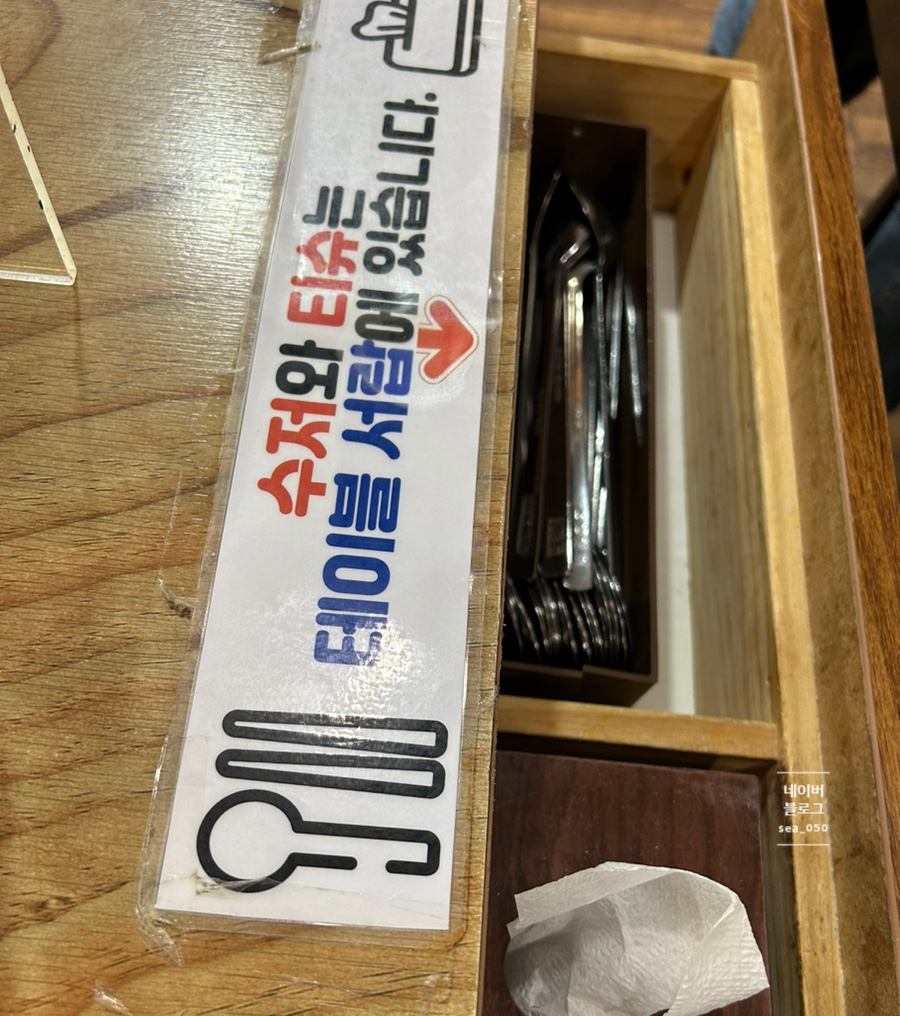 수저와 티슈는
테이블 서랍에 있습니다.
네이버
블로그
sea_050